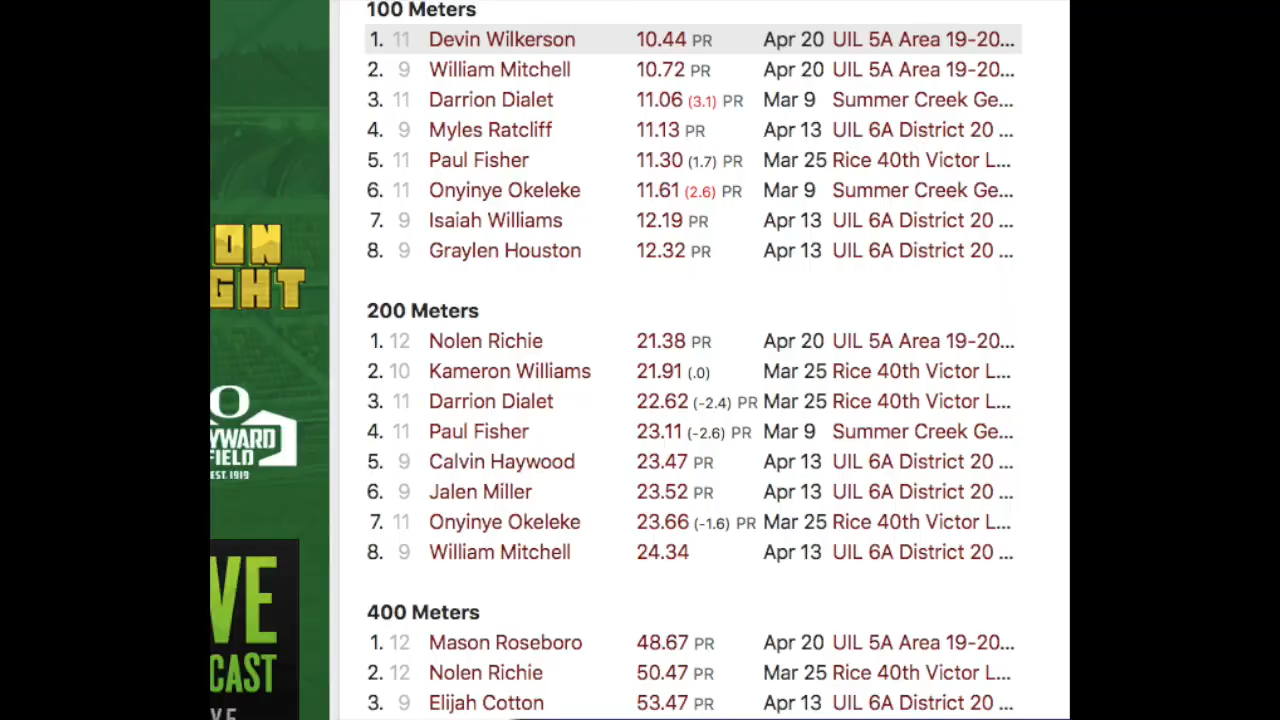 100 Meters
1. 11 Devin Wilkerson 10.44 PR Apr 20 UIL 5A Area 19-20...
2. 9 William Mitchell 10.72 PR Apr 20 UIL 5A Area 19-20...
3. 11 Darrion Dialet 11.06 (3.1) PR Mar 9 Summer Creek Ge...
4. 9 Myles Ratcliff 11.13 PR Apr 13 UIL 6A District 20 ...
5. 11 Paul Fisher 11.30 (1.7) PR Mar 25 Rice 40th Victor L...
6. 11 Onyinye Okeleke 11.61 (2.6) PR Mar 9 Summer Creek Ge...
7. 9 Isaiah Williams 12.19 PR Apr 13 UIL 6A District 20 ...
8. 9 Graylen Houston 12.32 PR Apr 13 UIL 6A District 20 ...
200 Meters
1. 12 Nolen Richie 21.38 PR Apr 20 UIL 5A Area 19-20...
2. 10 Kameron Williams 21.91 (.0) Mar 25 Rice 40th Victor L...
3. 11 Darrion Dialet 22.62 (-2.4) PR Mar 25 Rice 40th Victor L...
4. 11 Paul Fisher 23.11 (-2.6) PR Mar 9 Summer Creek Ge...
5. 9 Calvin Haywood 23.47 PR Apr 13 UIL 6A District 20 ...
6. 9 Jalen Miller 23.52 PR Apr 13 UIL 6A District 20 ...
7. 11 Onyinye Okeleke 23.66 (-1.6) PR Mar 25 Rice 40th Victor L...
8. 9 William Mitchell 24.34 Apr 13 UIL 6A District 20 ...
400 Meters
1. 12 Mason Roseboro 48.67 PR Apr 20 UIL 5A Area 19-20...
2. 12 Nolen Richie 50.47 PR Mar 25 Rice 40th Victor L...
3. 9 Elijah Cotton 53.47 PR Apr 13 UIL 6A District 20 ...
ON
GHT
O
YWARD
FIELD
EST. 1919
VE
CAST